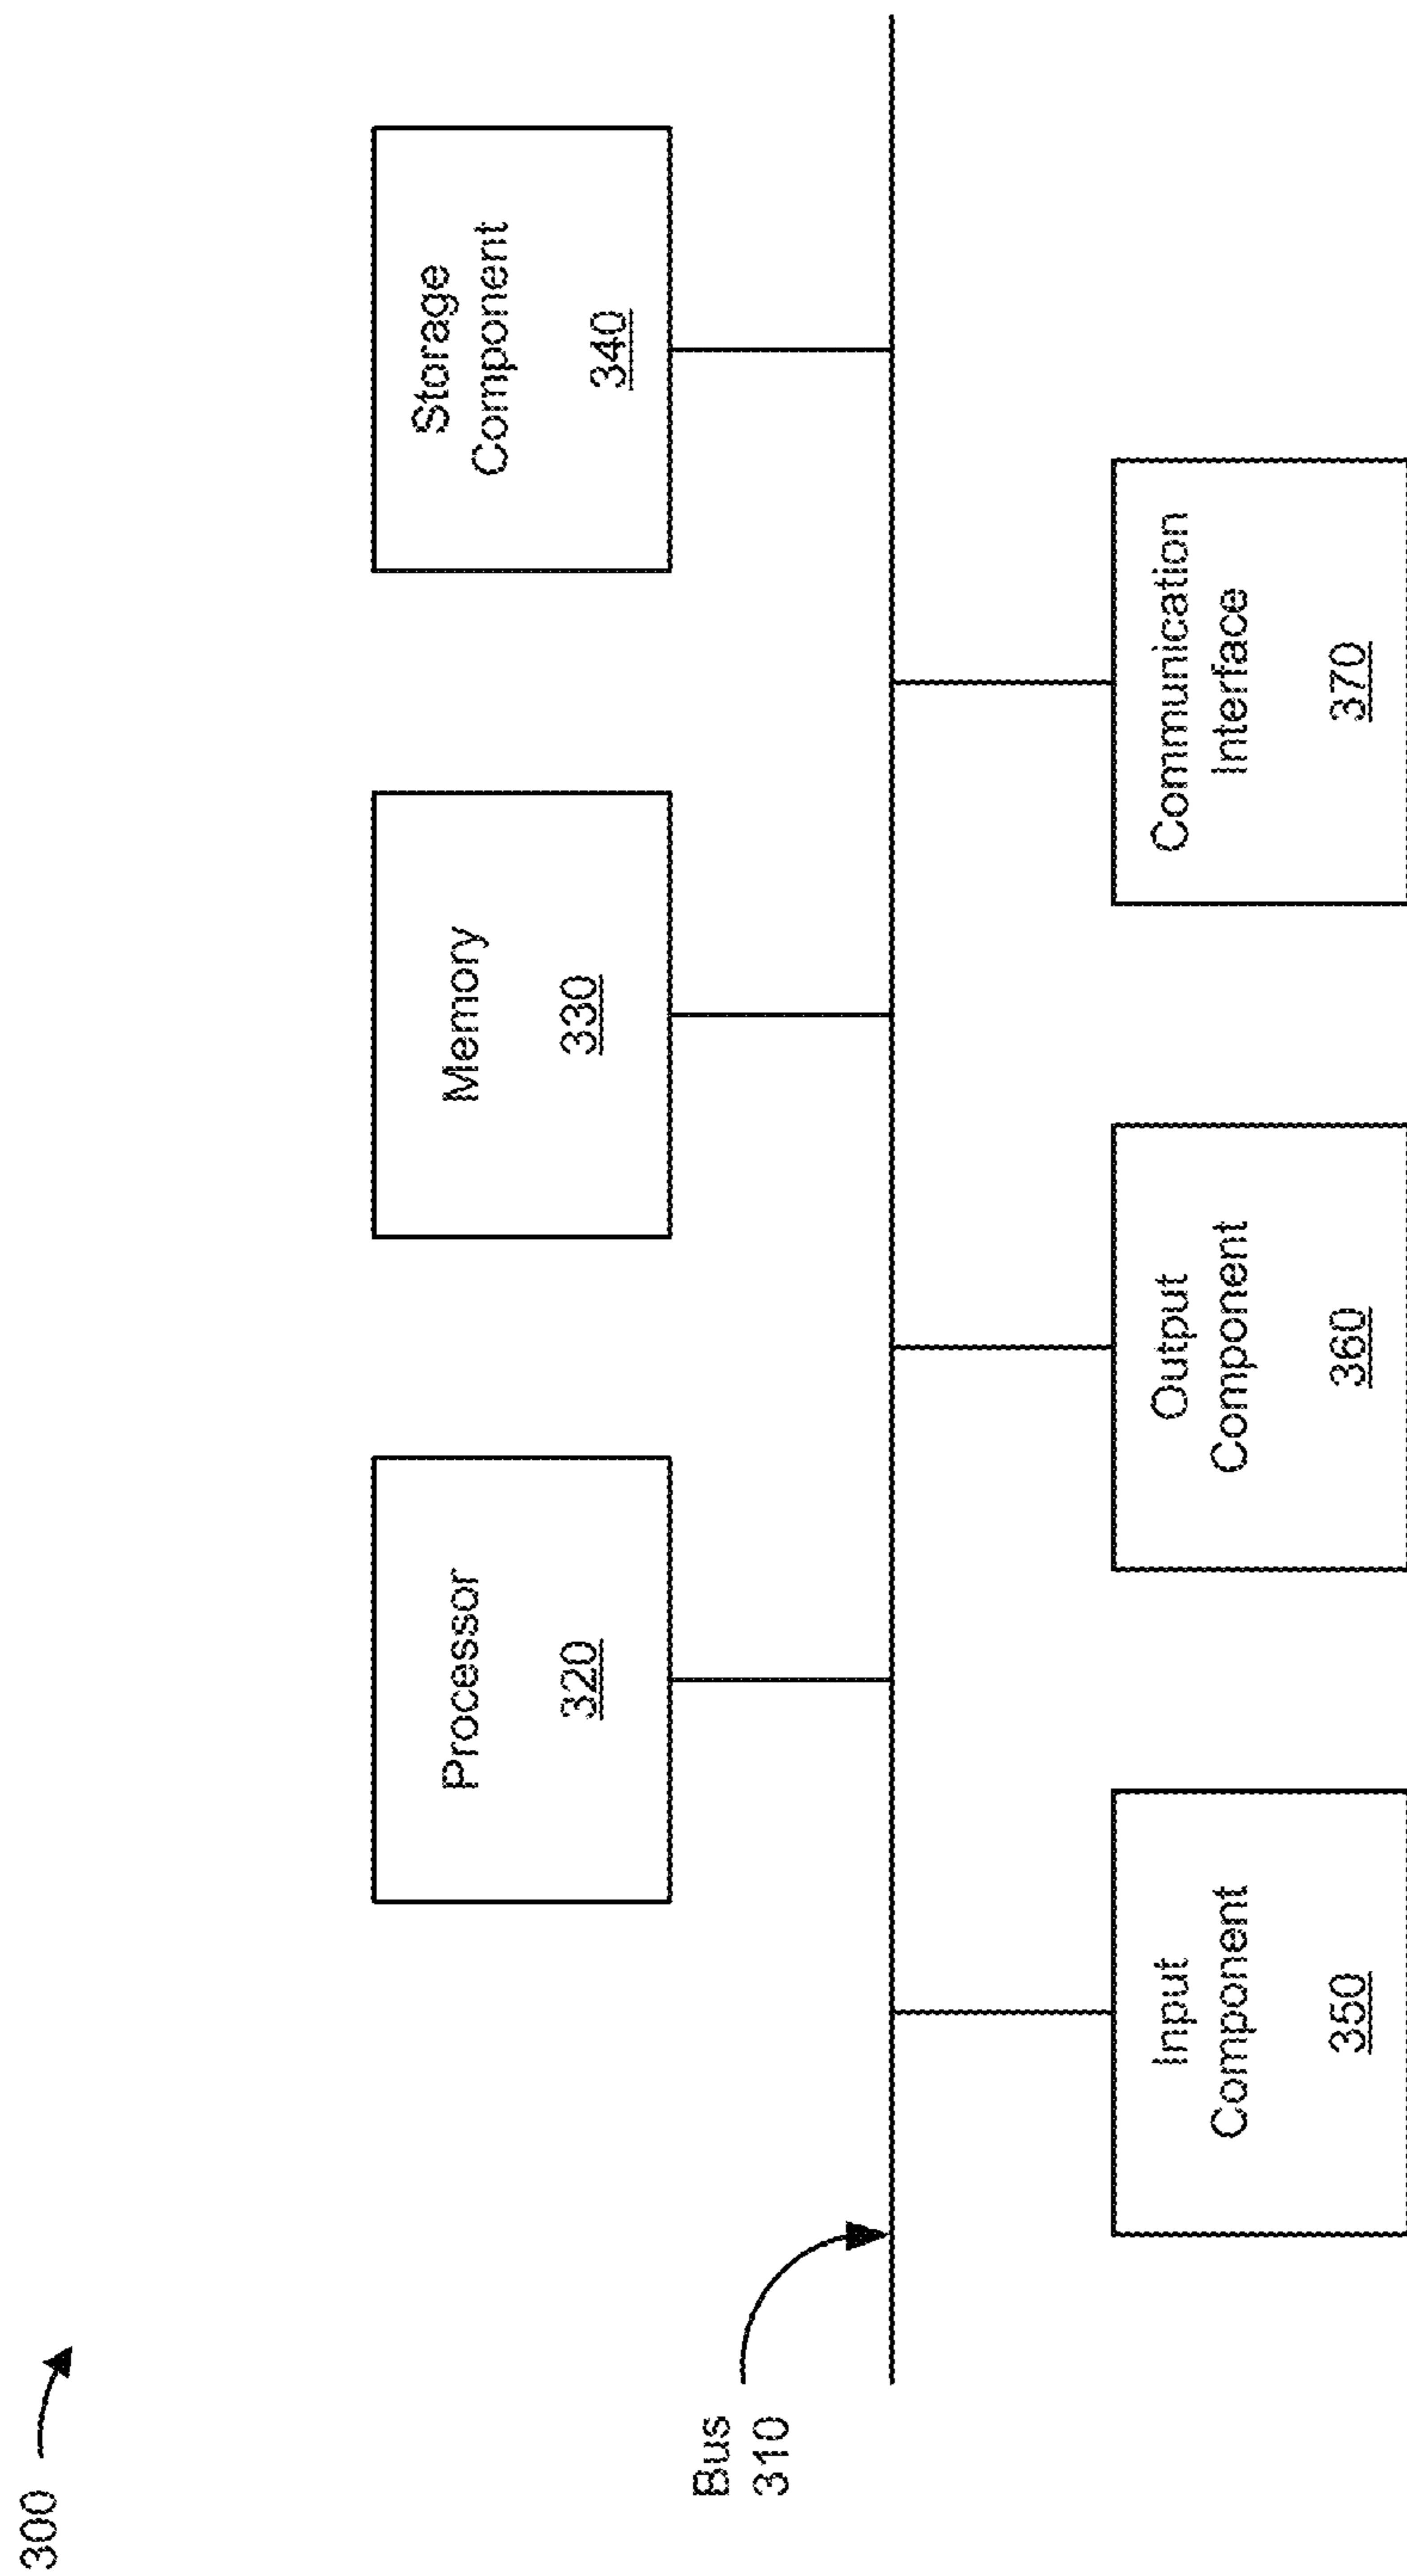 300
Processor
320
Memory
330
Storage
Component
340
Bus
310
Input
Component
350
Output
Component
360
Communication
Interface
370